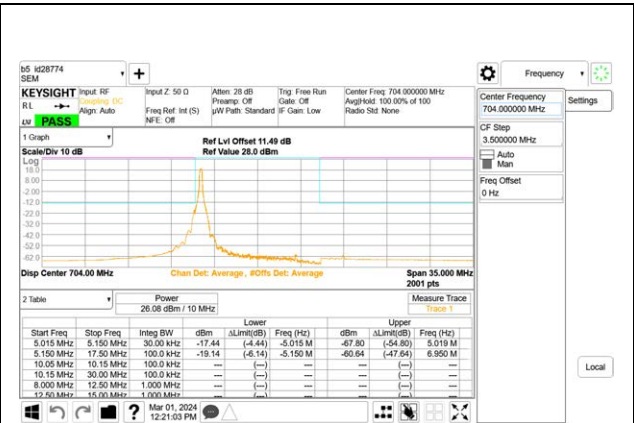 b5 id28774
SEM
Frequency
KEYSIGHT
RL
PASS
Input: RF
Coupling: DC
Align: Auto
Input Z: 50 Ω
Freq Ref: Int (S)
NFE: Off
Atten: 28 dB
Preamp: Off
µW Path: Standard
Trig: Free Run
Gate: Off
IF Gain: Low
Center Freq: 704.000000 MHz
Avg|Hold: 100.00% of 100
Radio Std: None
Center Frequency
704.000000 MHz
Settings
CF Step
3.500000 MHz
Auto
Man
Freq Offset
0 Hz
Local
1 Graph
Scale/Div 10 dB
Ref Lvl Offset 11.49 dB
Ref Value 28.0 dBm
Log
18.0
8.00
-2.00
-12.0
-22.0
-32.0
-42.0
-52.0
-62.0
Disp Center 704.00 MHz
Chan Det: Average , #Offs Det: Average
Span 35.000 MHz
2001 pts
2 Table
Power
26.08 dBm / 10 MHz
Measure Trace
Trace 1
Lower Upper
Start Freq Stop Freq Integ BW dBm ΔLimit(dB) Freq (Hz) dBm ΔLimit(dB) Freq (Hz)
5.015 MHz 5.150 MHz 30.00 kHz -17.44 (-4.44) -5.015 M -67.80 (-54.80) 5.019 M
5.150 MHz 17.50 MHz 100.0 kHz -19.14 (-6.14) -5.150 M -60.64 (-47.64) 6.950 M
10.05 MHz 10.15 MHz 100.0 kHz --- (---) --- --- (---) ---
10.15 MHz 30.00 MHz 100.0 kHz --- (---) --- --- (---) ---
8.000 MHz 12.50 MHz 1.000 MHz --- (---) --- --- (---) ---
12.50 MHz 15.00 MHz 1.000 MHz --- (---) --- --- (---) ---
Mar 01, 2024
12:21:03 PM